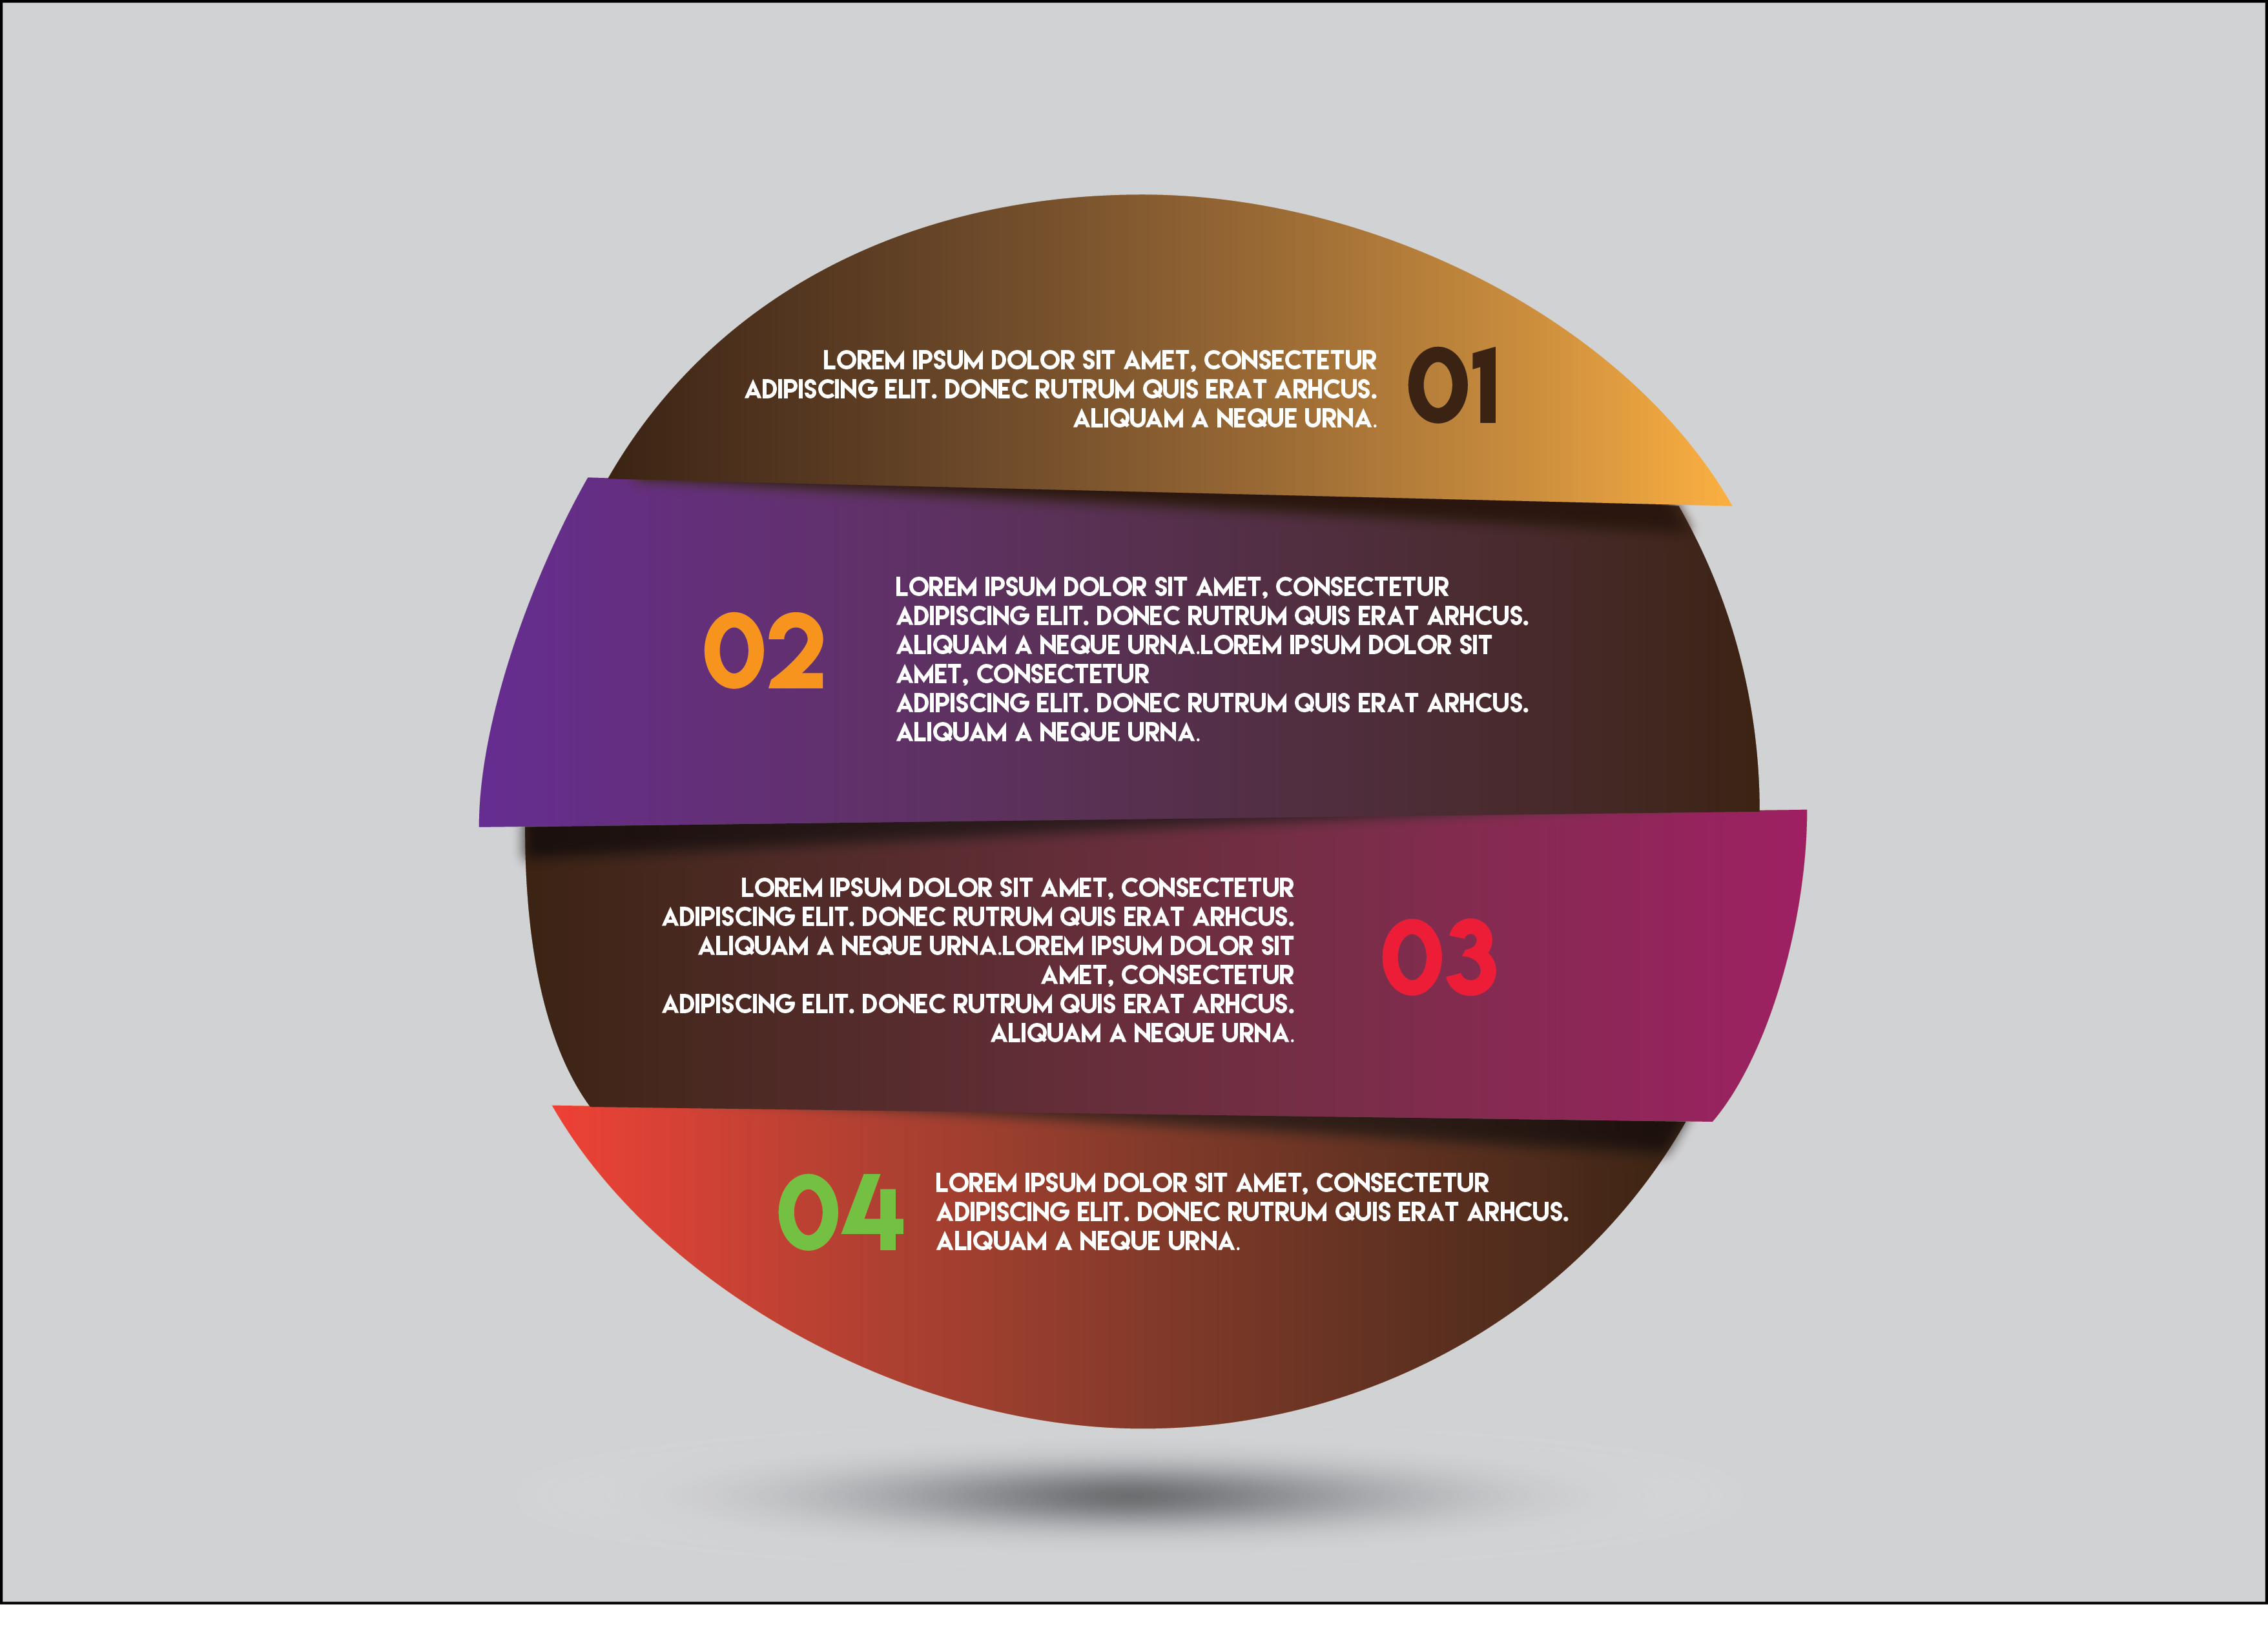 LOREM IPSUM DOLOR SIT AMET, CONSECTETUR
ADIPISCING ELIT. DONEC RUTRUM QUIS ERAT ARHCUS.
ALIQUAM A NEQUE URNA.
01
02
LOREM IPSUM DOLOR SIT AMET, CONSECTETUR
ADIPISCING ELIT. DONEC RUTRUM QUIS ERAT ARHCUS.
ALIQUAM A NEQUE URNA.LOREM IPSUM DOLOR SIT
AMET, CONSECTETUR
ADIPISCING ELIT. DONEC RUTRUM QUIS ERAT ARHCUS.
ALIQUAM A NEQUE URNA.
LOREM IPSUM DOLOR SIT AMET, CONSECTETUR
ADIPISCING ELIT. DONEC RUTRUM QUIS ERAT ARHCUS.
ALIQUAM A NEQUE URNA.LOREM IPSUM DOLOR SIT
AMET, CONSECTETUR
ADIPISCING ELIT. DONEC RUTRUM QUIS ERAT ARHCUS.
ALIQUAM A NEQUE URNA.
03
04
LOREM IPSUM DOLOR SIT AMET, CONSECTETUR
ADIPISCING ELIT. DONEC RUTRUM QUIS ERAT ARHCUS.
ALIQUAM A NEQUE URNA.